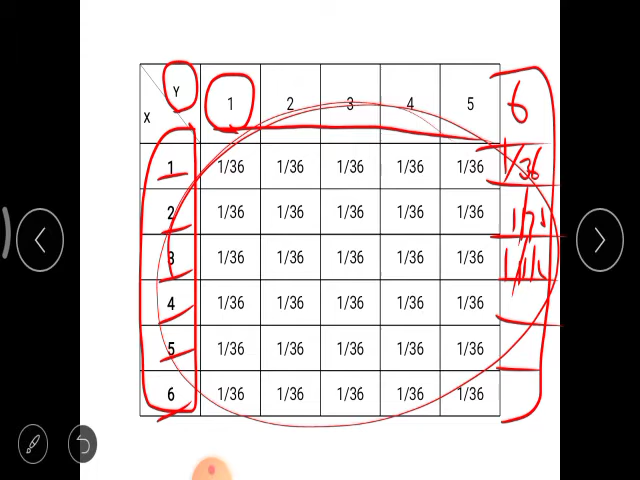 Y
X 1 2 3 4 5 6
1 1/36 1/36 1/36 1/36 1/36 1/36
2 1/36 1/36 1/36 1/36 1/36
3 1/36 1/36 1/36 1/36 1/36
4 1/36 1/36 1/36 1/36 1/36
5 1/36 1/36 1/36 1/36 1/36
6 1/36 1/36 1/36 1/36 1/36